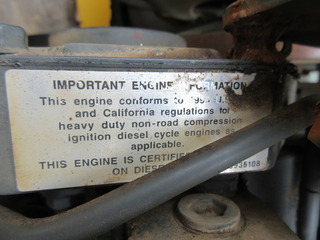 IMPORTANT ENGINE
This engine conforms to
and California regulations for
heavy duty non-road compression
ignition diesel cycle engines as
applicable.
THIS ENGINE IS CERTIFIED
ON DIESEL